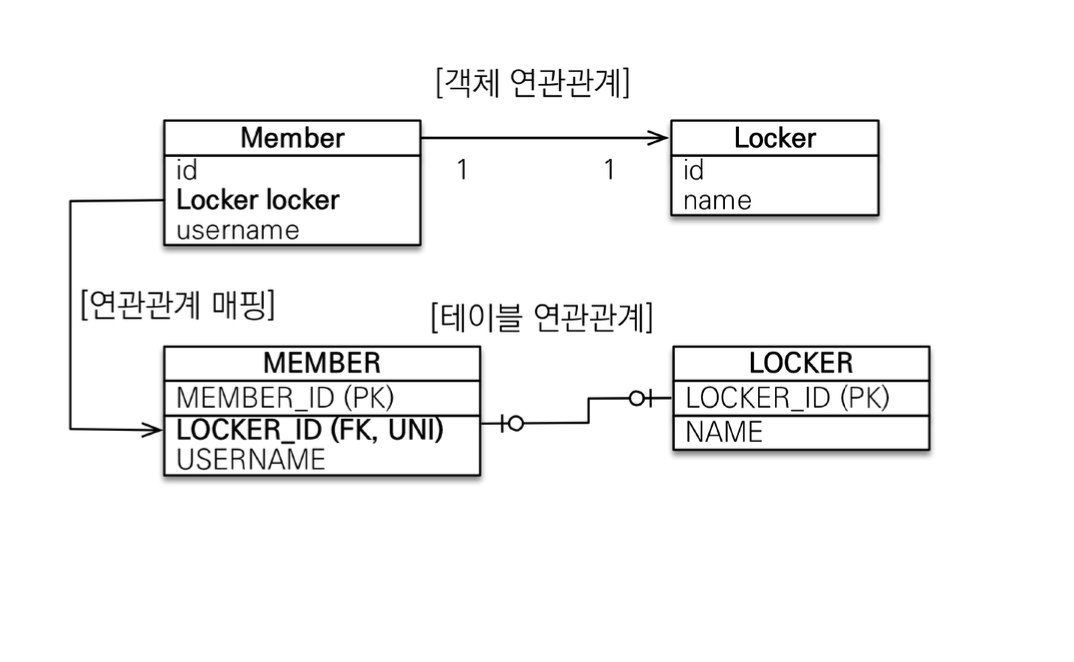 [객체 연관관계]
Member
id
Locker locker
username
1
1
Locker
id
name
[연관관계 매핑]
[테이블 연관관계]
MEMBER
MEMBER_ID (PK)
LOCKER_ID (FK, UNI)
USERNAME
LOCKER
LOCKER_ID (PK)
NAME